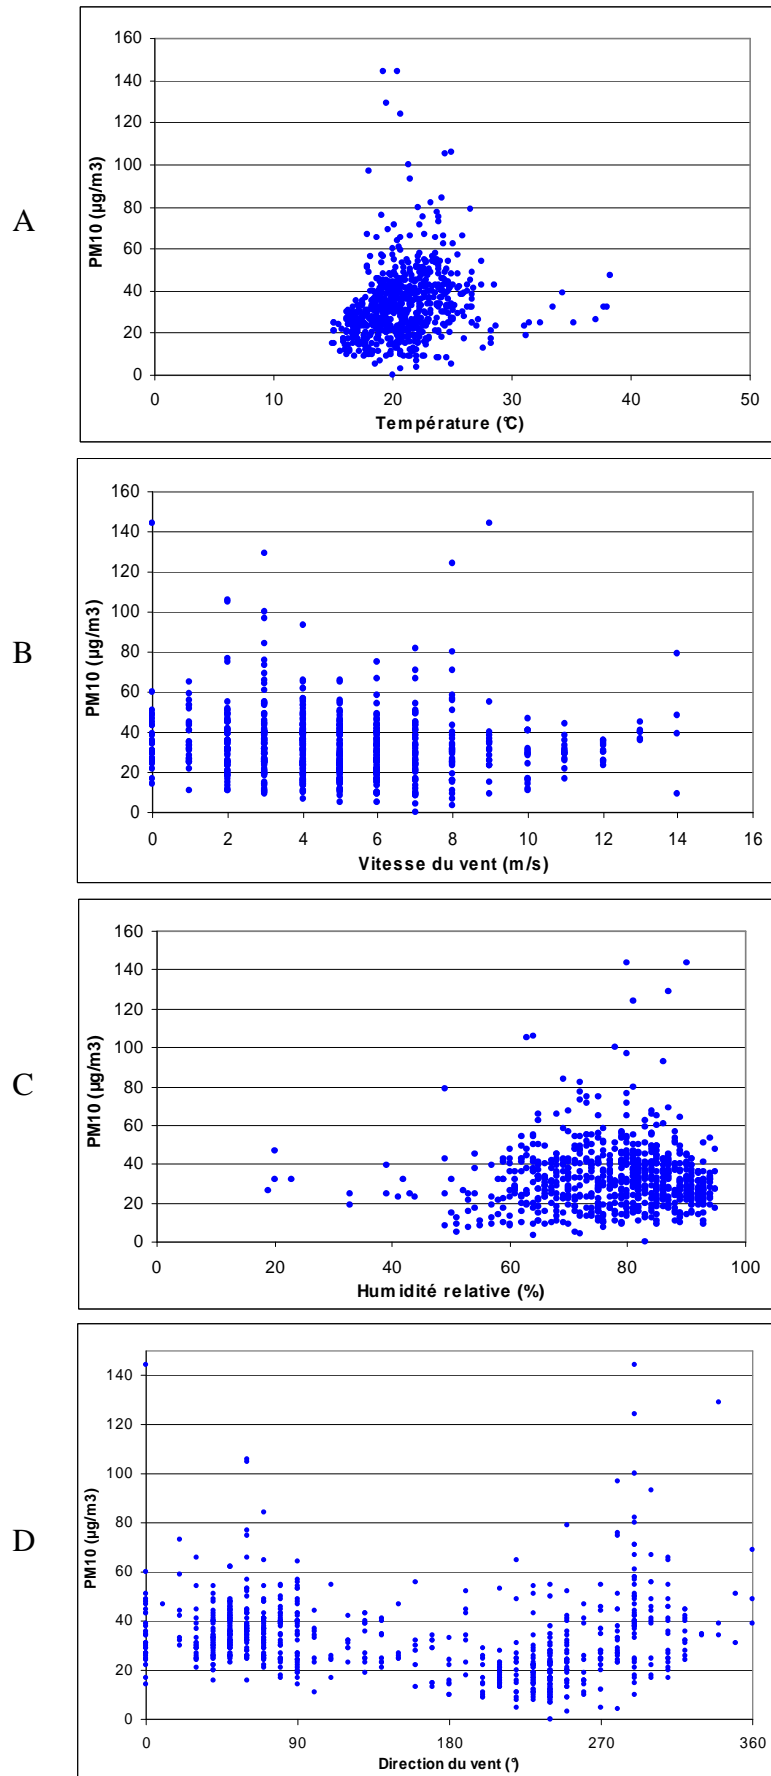 A
PM10 (µg/m3)
160
140
120
100
80
60
40
20
0
0 10 20 30 40 50
Température (°C)
B
PM10 (µg/m3)
160
140
120
100
80
60
40
20
0
0 2 4 6 8 10 12 14 16
Vitesse du vent (m/s)
C
PM10 (µg/m3)
160
140
120
100
80
60
40
20
0
0 20 40 60 80 100
Humidité relative (%)
D
PM10 (µg/m3)
140
120
100
80
60
40
20
0
0 90 180 270 360
Direction du vent (°)